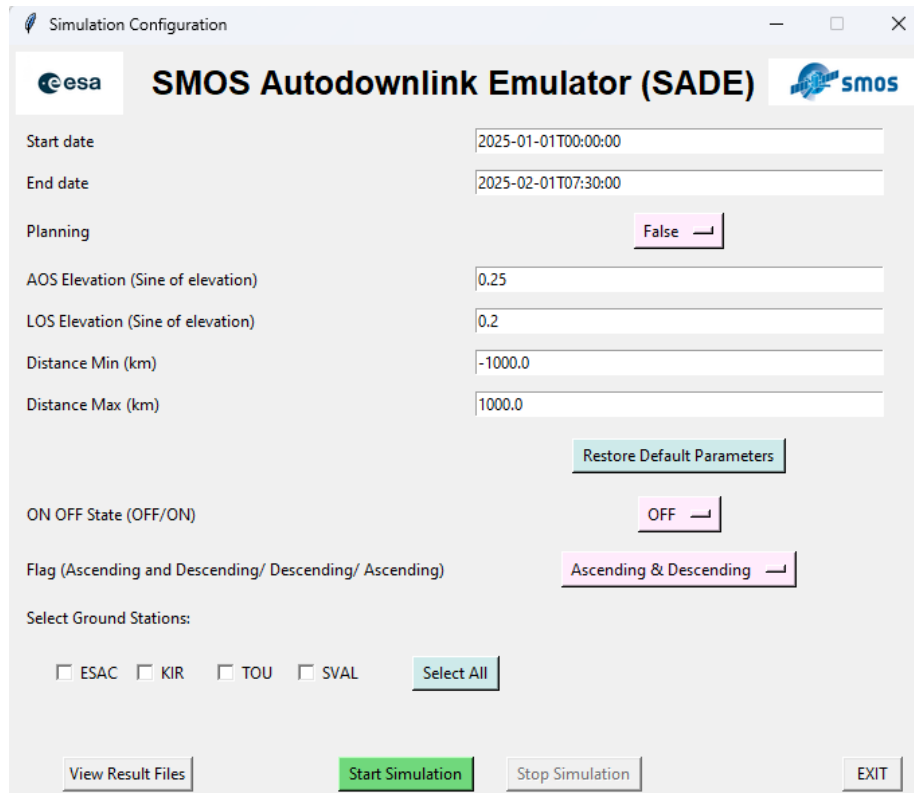 Simulation Configuration
esa SMOS Autodownlink Emulator (SADE) smos
Start date 2025-01-01T00:00:00
End date 2025-02-01T07:30:00
Planning False
AOS Elevation (Sine of elevation) 0.25
LOS Elevation (Sine of elevation) 0.2
Distance Min (km) -1000.0
Distance Max (km) 1000.0
Restore Default Parameters
ON OFF State (OFF/ON) OFF
Flag (Ascending and Descending/ Descending/ Ascending) Ascending & Descending
Select Ground Stations:
ESAC KIR TOU SVAL Select All
View Result Files Start Simulation Stop Simulation EXIT